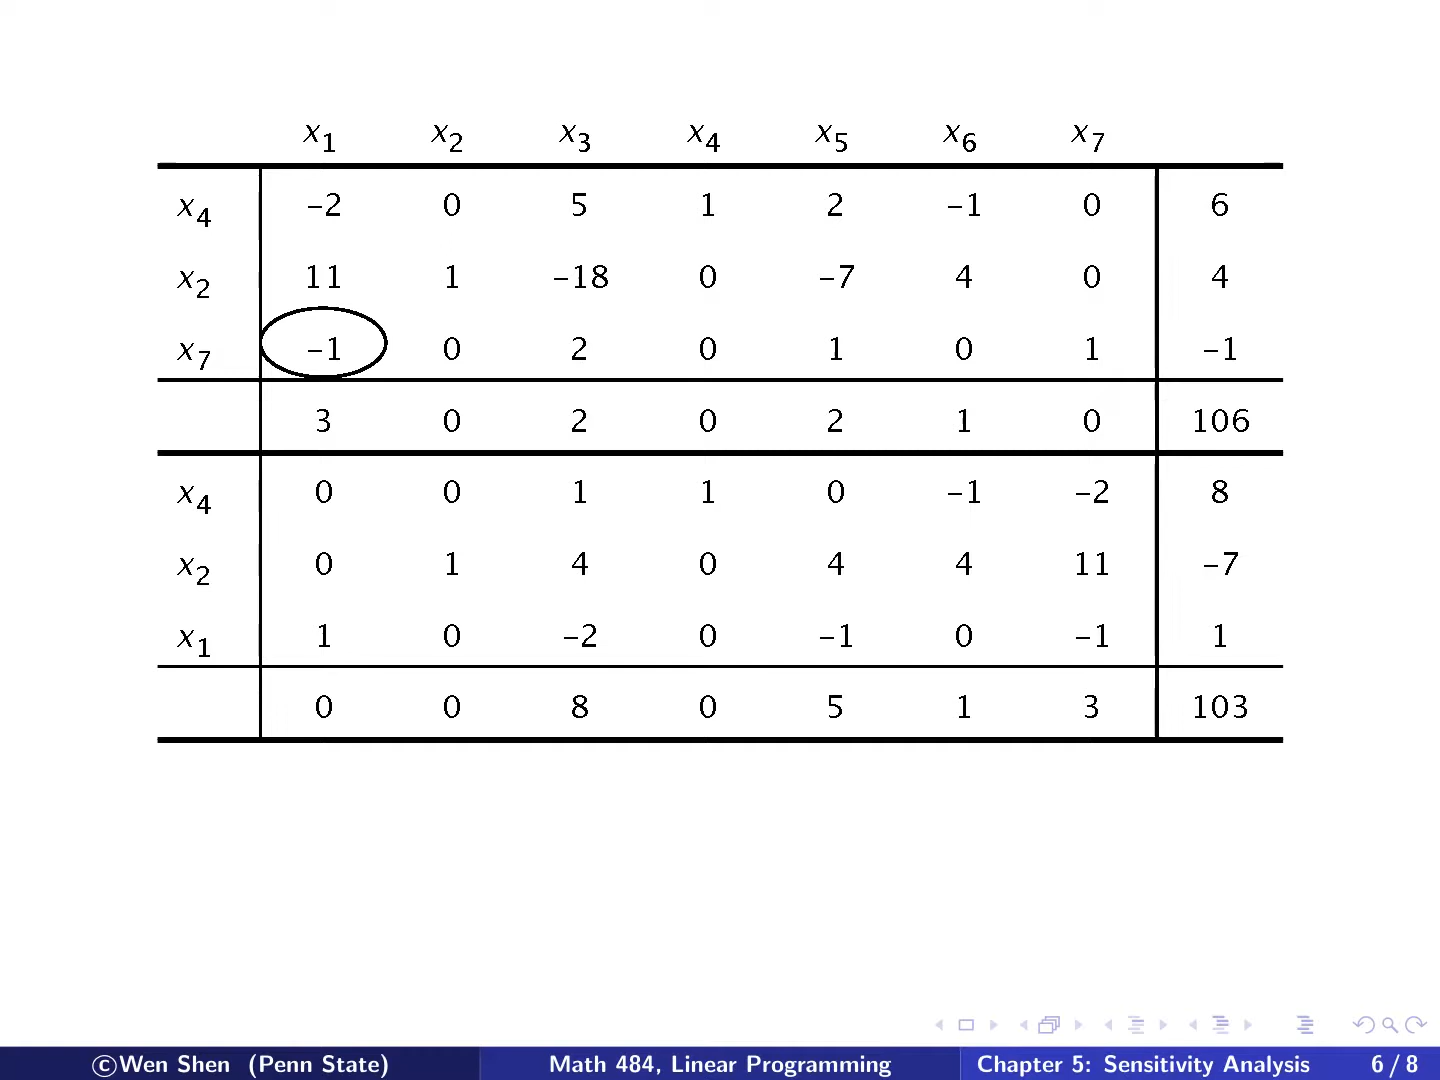 x1 x2 x3 x4 x5 x6 x7
x4 –2 0 5 1 2 –1 0 6
x2 11 1 –18 0 –7 4 0 4
x7 –1 0 2 0 1 0 1 –1
3 0 2 0 2 1 0 106
x4 0 0 1 1 0 –1 –2 8
x2 0 1 4 0 4 4 11 –7
x1 1 0 –2 0 –1 0 –1 1
0 0 8 0 5 1 3 103
©Wen Shen (Penn State) Math 484, Linear Programming Chapter 5: Sensitivity Analysis 6 / 8